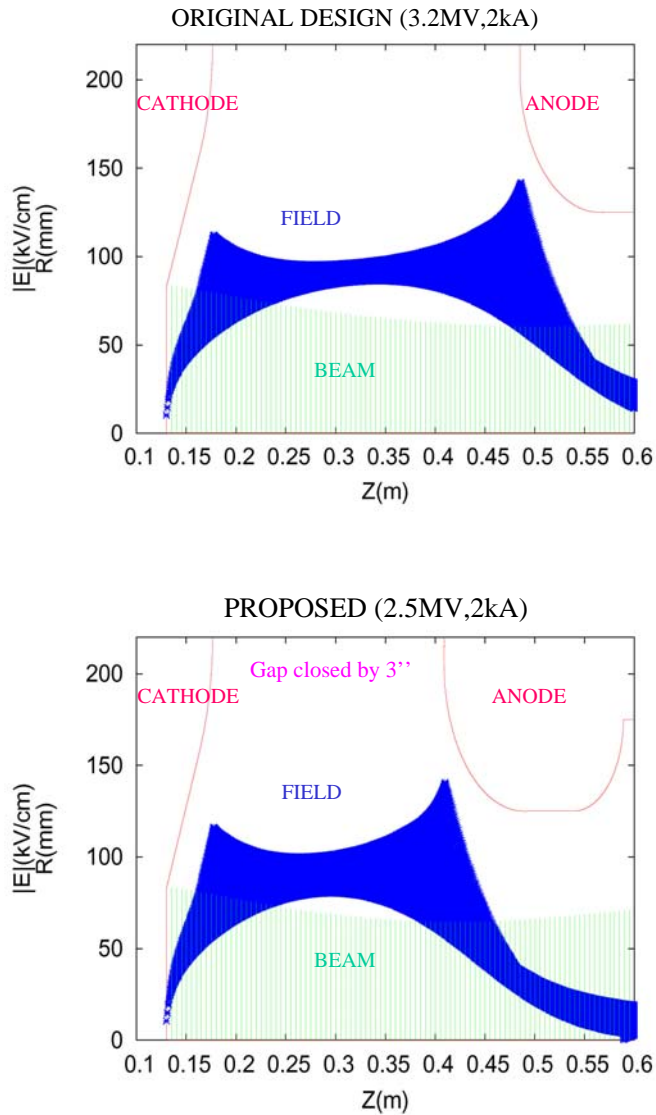 ORIGINAL DESIGN (3.2MV,2kA)
200
CATHODE
ANODE
150
|E|(kV/cm)
R(mm)
FIELD
100
50
BEAM
0
0.1 0.15 0.2 0.25 0.3 0.35 0.4 0.45 0.5 0.55 0.6
Z(m)
PROPOSED (2.5MV,2kA)
Gap closed by 3’’
200
CATHODE
ANODE
150
|E|(kV/cm)
R(mm)
FIELD
100
50
BEAM
0
0.1 0.15 0.2 0.25 0.3 0.35 0.4 0.45 0.5 0.55 0.6
Z(m)